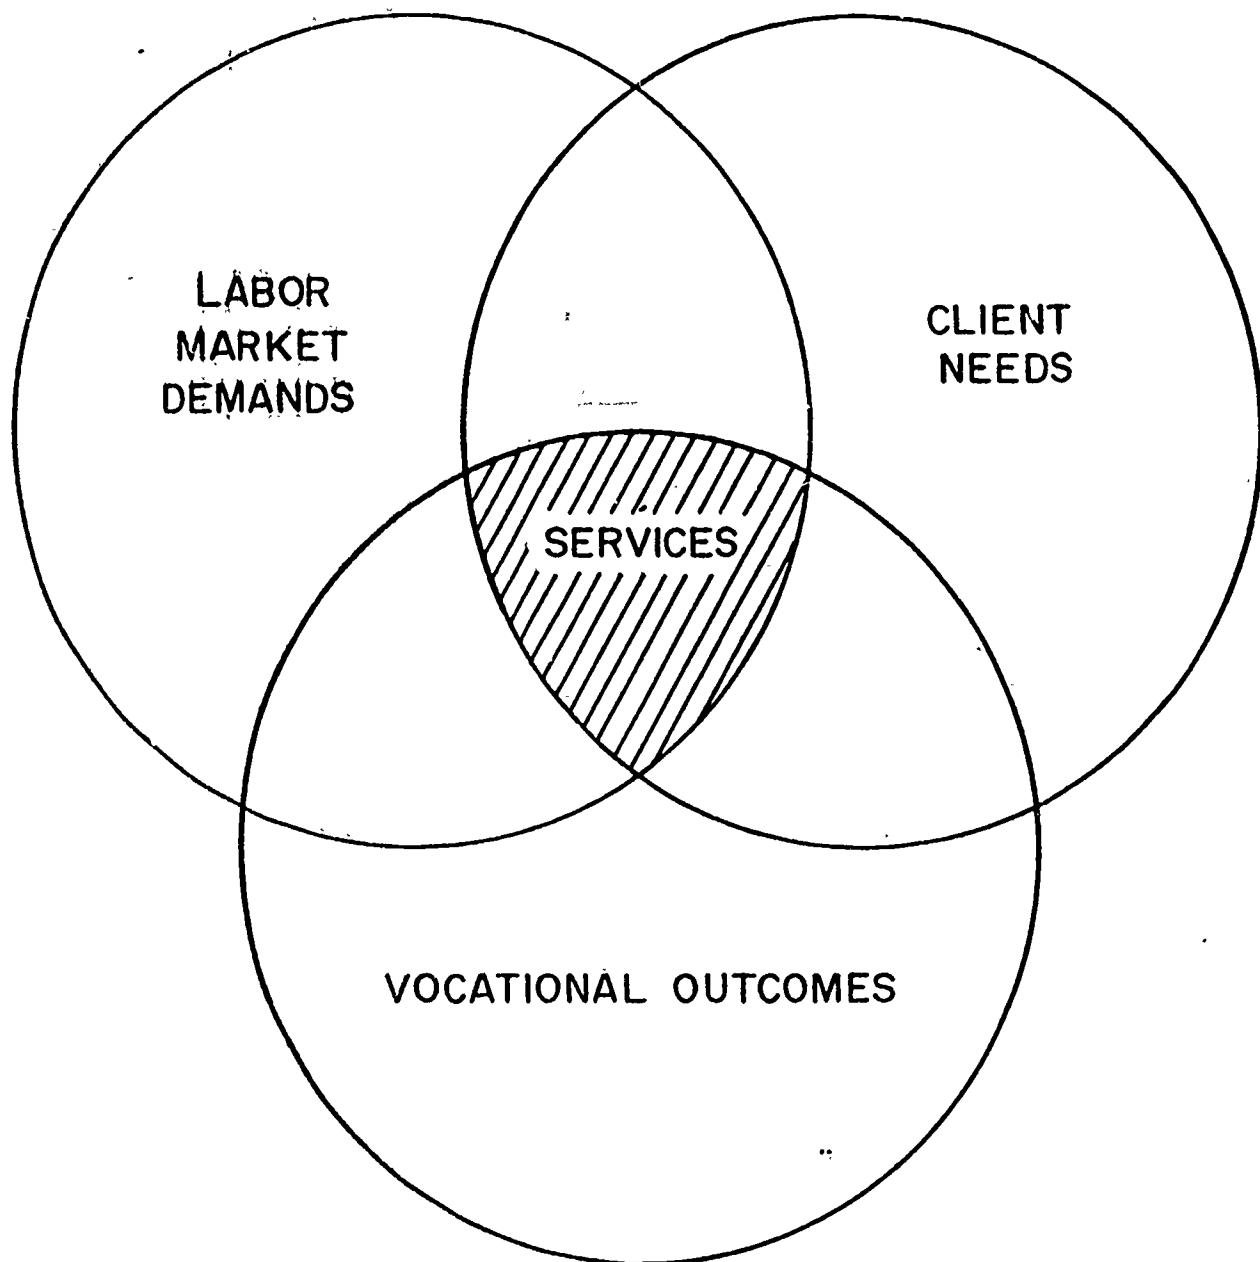 LABOR
MARKET
DEMANDS
CLIENT
NEEDS
SERVICES
VOCATIONAL OUTCOMES